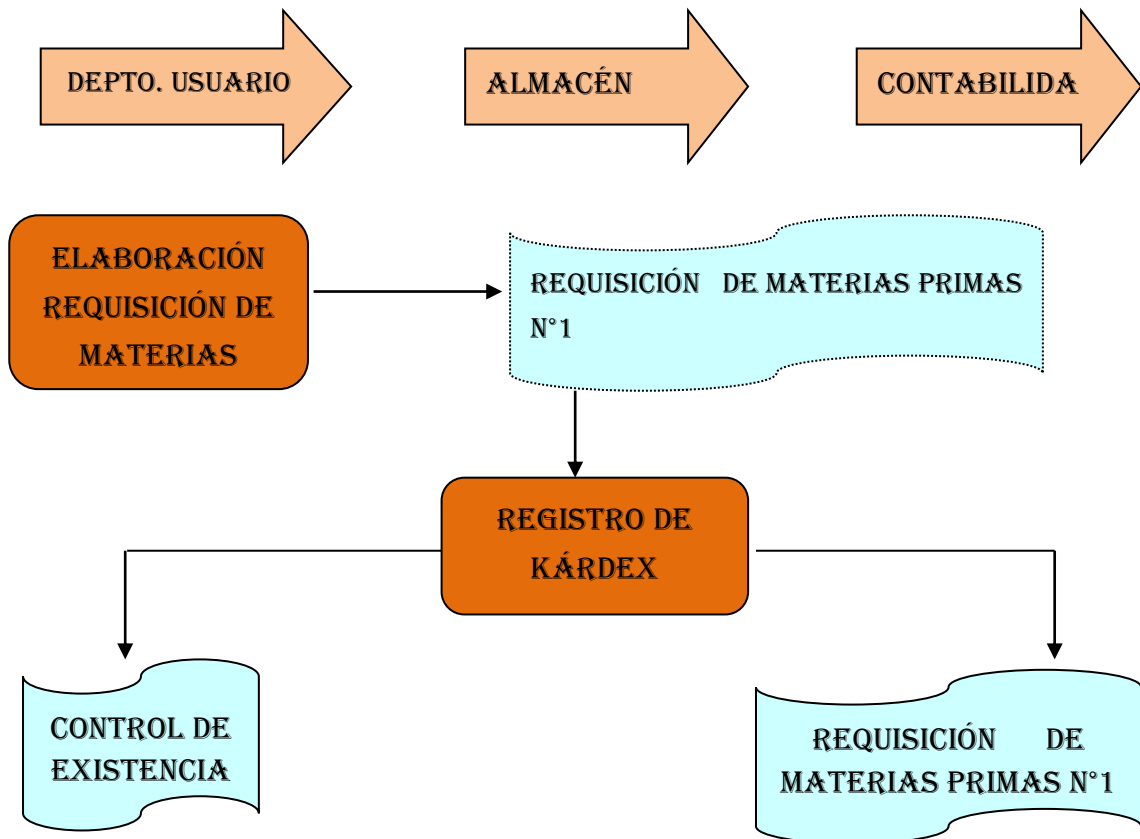 DEPTO. USUARIO
ALMACÉN
CONTABILIDA
ELABORACIÓN
REQUISICIÓN DE
MATERIAS
REQUISICIÓN DE MATERIAS PRIMAS
N°1
REGISTRO DE
KÁRDEX
CONTROL DE
EXISTENCIA
REQUISICIÓN DE
MATERIAS PRIMAS N°1